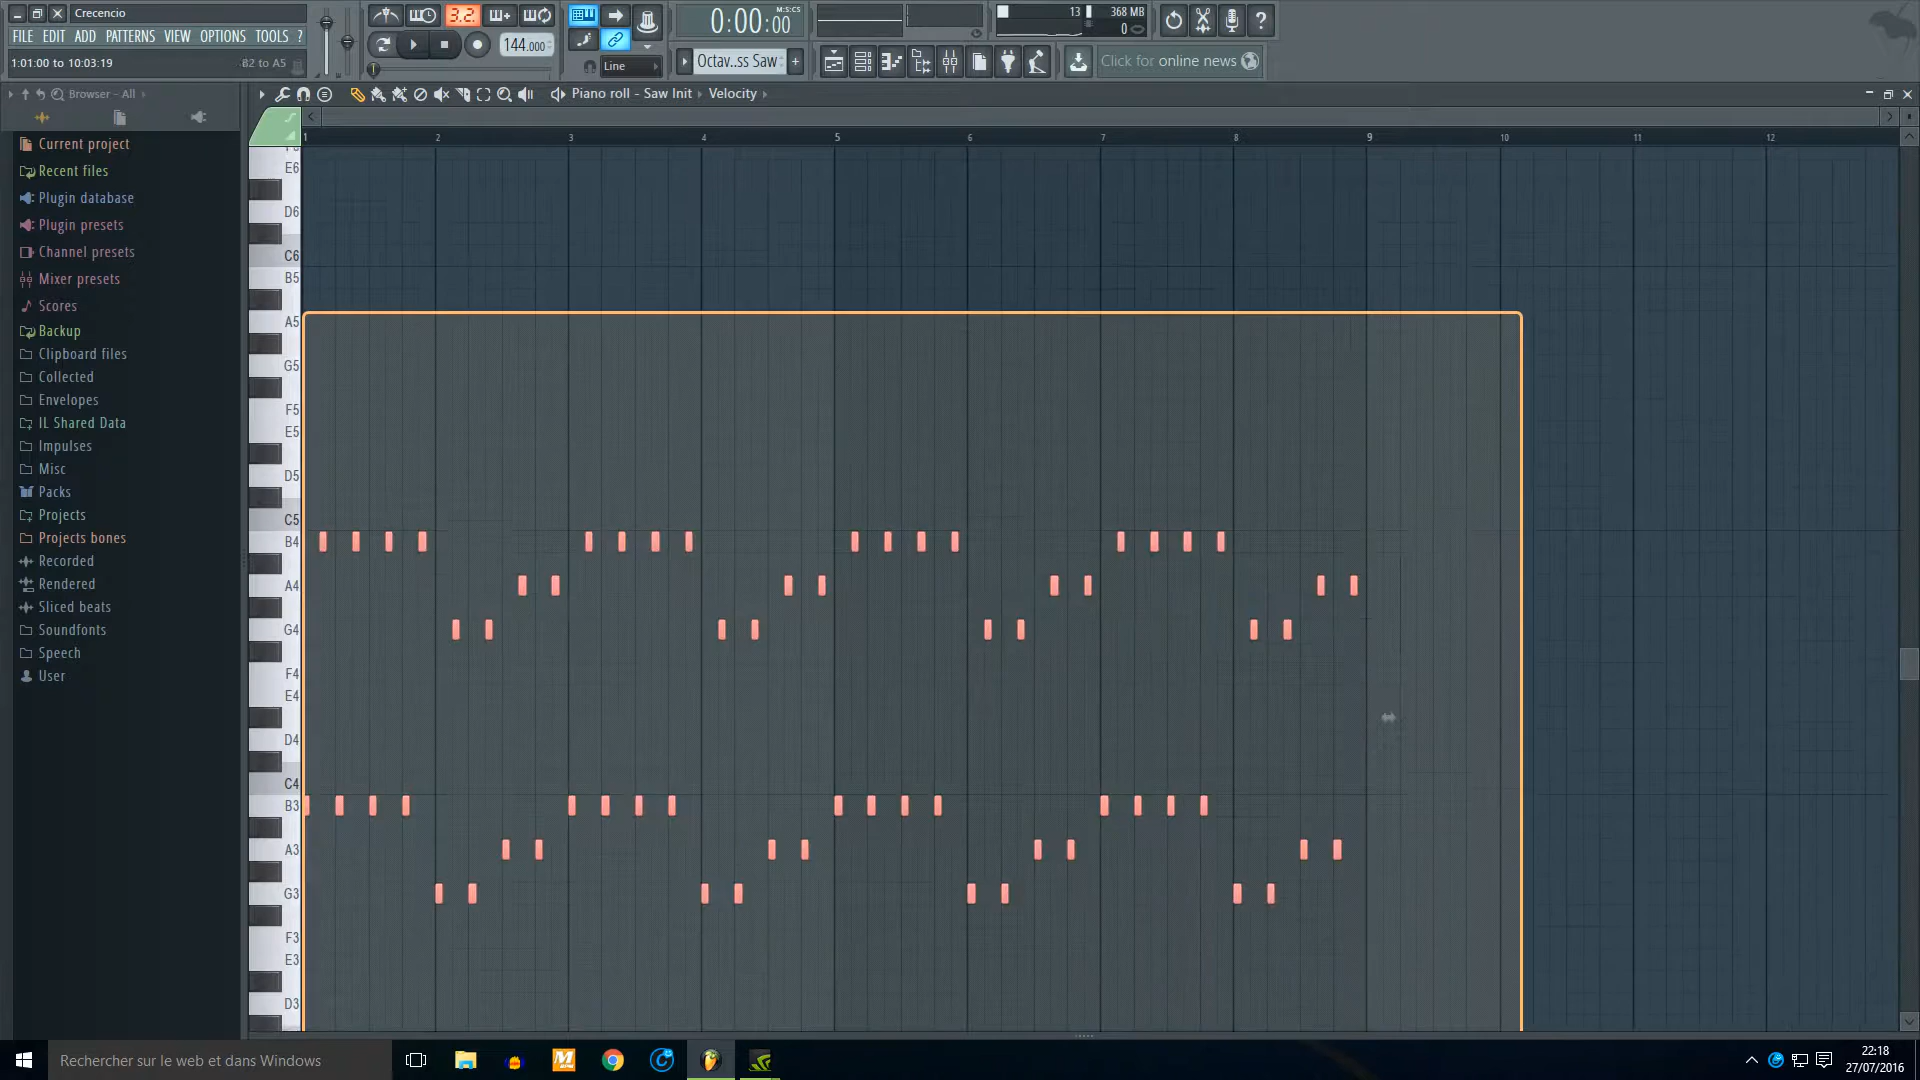 Crecencio
FILE EDIT ADD PATTERNS VIEW OPTIONS TOOLS ?
1:01:00 to 10:03:19 B2 to A5
3.2.
144.000
Line
0:00:00 M:S:CS
Octav..ss Saw
13 368 MB
0
Click for online news
Browser - All
Piano roll - Saw Init Velocity
Current project
Recent files
Plugin database
Plugin presets
Channel presets
Mixer presets
Scores
Backup
Clipboard files
Collected
Envelopes
IL Shared Data
Impulses
Misc
Packs
Projects
Projects bones
Recorded
Rendered
Sliced beats
Soundfonts
Speech
User
1 2 3 4 5 6 7 8 9 10 11 12
E6
D6
C6
B5
A5
G5
F5
E5
D5
C5
B4
A4
G4
F4
E4
D4
C4
B3
A3
G3
F3
E3
D3
Rechercher sur le web et dans Windows
22:18
27/07/2016